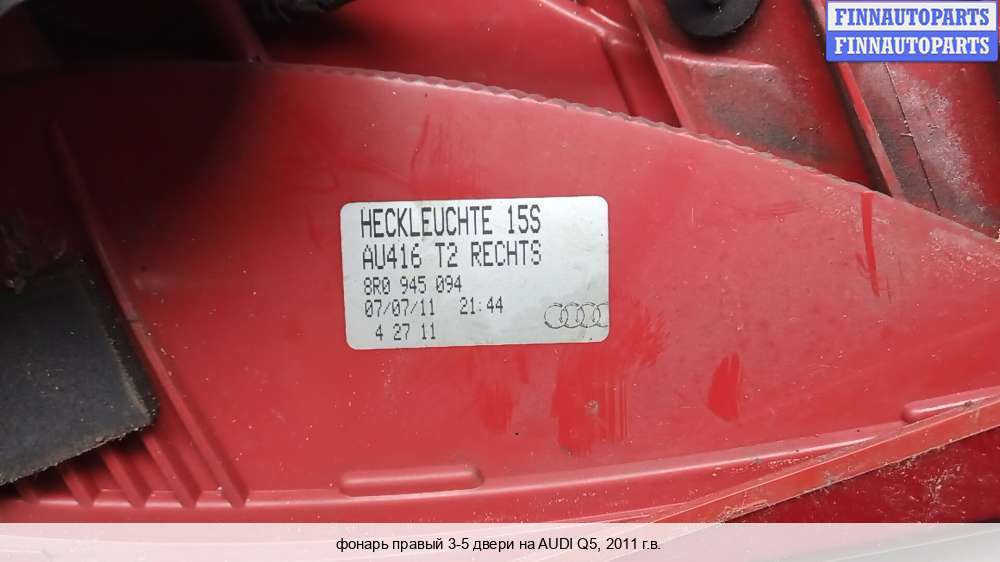 FINNAUTOPARTS
FINNAUTOPARTS
HECKLEUCHTE 15S
AU416 T2 RECHTS
8R0 945 094
07/07/11 21:44
4 27 11
фонарь правый 3-5 двери на AUDI Q5, 2011 г.в.